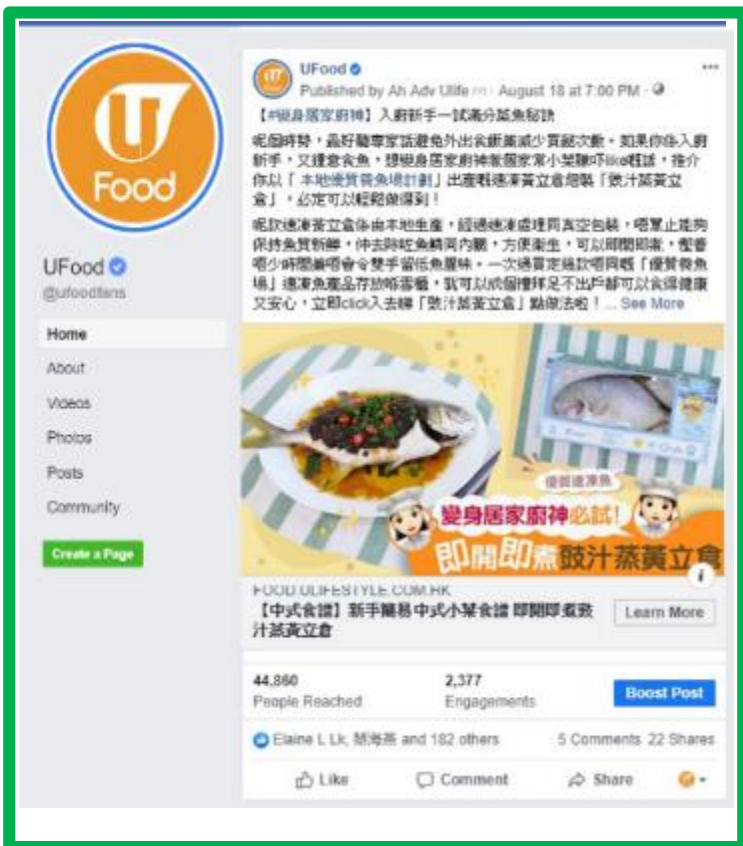 U
Food
UFood
@ufoodfans
Home
About
Videos
Photos
Posts
Community
Create a Page
UFood
Published by Ah Adv Ulife · August 18 at 7:00 PM ·
【#變身居家廚神】入廚新手一試滿分蒸魚秘訣
呢個時勢，最好聽專家話避免外出食飯兼減少買餸次數。如果你係入廚
新手，又鍾意食魚，想變身居家廚神整個家常小菜 like嘅話，推介
你以「本地優質養魚場計劃」出產嘅速凍黃立倉炮製「豉汁蒸黃立
倉」，必定可以輕鬆做得到！
呢款速凍黃立倉係由本地生產，經過速凍處理同真空包裝，唔單止能夠
保持魚質新鮮，仲去除咗魚鱗同內臟，方便衞生，可以即開即煮，慳番
唔少時間兼唔會令雙手留低魚腥味。一次過買定幾款唔同嘅「優質養魚
場」速凍魚產品存放喺雪櫃，就可以成個禮拜足不出戶都可以食得健康
又安心，立即click入去睇「豉汁蒸黃立倉」點做法啦！... See More
優質速凍魚
變身居家廚神必試!
即開即煮豉汁蒸黃立倉
FOOD.ULIFESTYLE.COM.HK
【中式食譜】新手簡易中式小菜食譜 即開即煮豉
汁蒸黃立倉
Learn More
44,860
People Reached
2,377
Engagements
Boost Post
Elaine L Lk, and 182 others
5 Comments 22 Shares
Like
Comment
Share